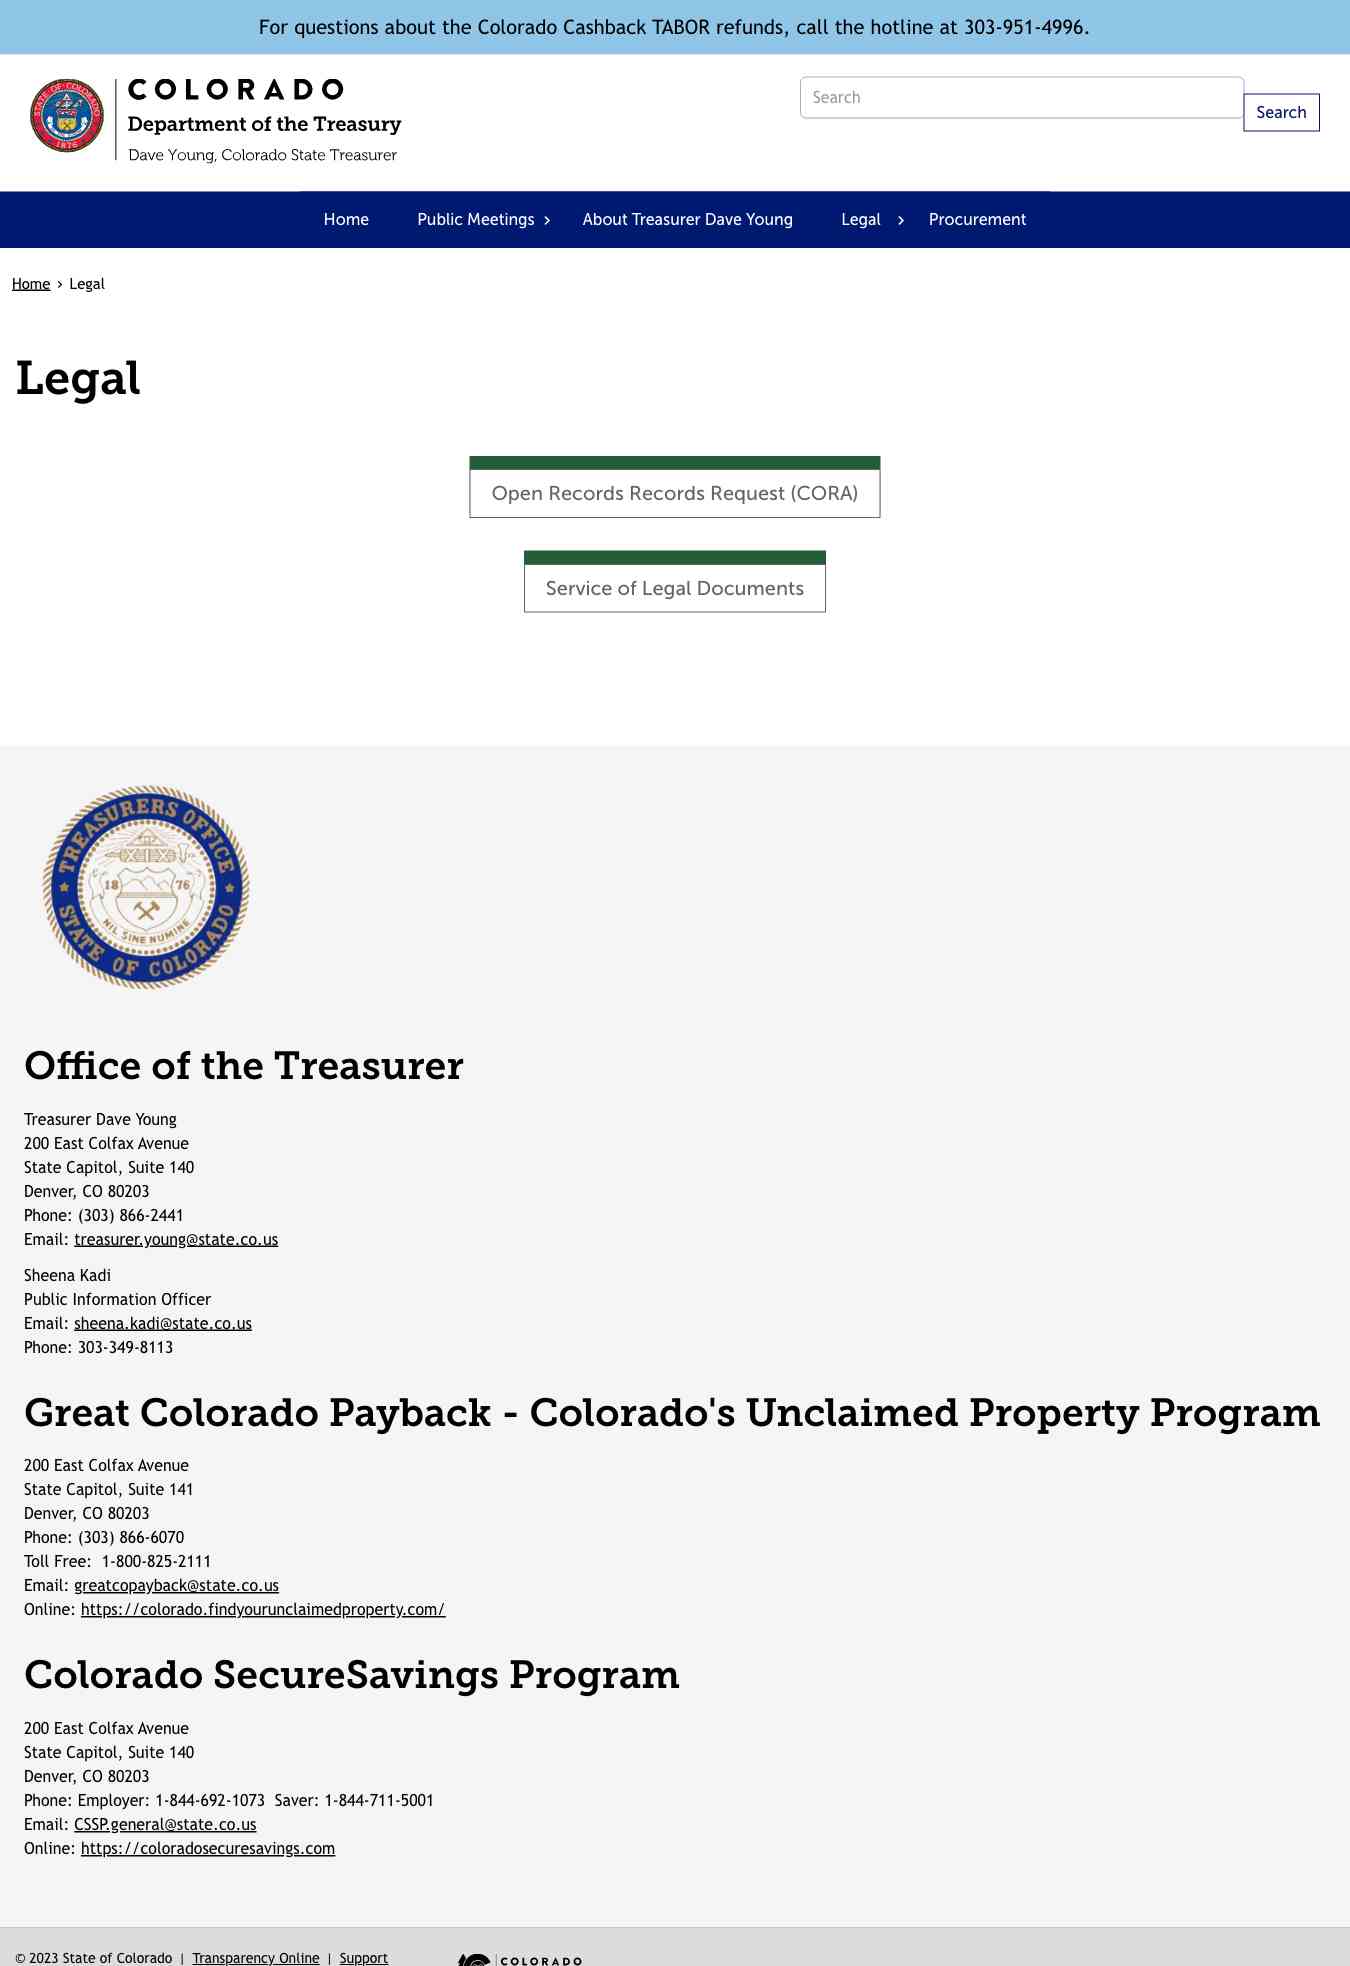 For questions about the Colorado Cashback TABOR refunds, call the hotline at 303-951-4996.
STATE OF COLORADO
1876
COLORADO
Department of the Treasury
Dave Young, Colorado State Treasurer
Search
Search
Home
Public Meetings
About Treasurer Dave Young
Legal
Procurement
Home › Legal
Legal
Open Records Records Request (CORA)
Service of Legal Documents
TREASURERS OFFICE
18 76
NIL SINE NUMINE
STATE OF COLORADO
Office of the Treasurer
Treasurer Dave Young
200 East Colfax Avenue
State Capitol, Suite 140
Denver, CO 80203
Phone: (303) 866-2441
Email: treasurer.young@state.co.us
Sheena Kadi
Public Information Officer
Email: sheena.kadi@state.co.us
Phone: 303-349-8113
Great Colorado Payback - Colorado's Unclaimed Property Program
200 East Colfax Avenue
State Capitol, Suite 141
Denver, CO 80203
Phone: (303) 866-6070
Toll Free:  1-800-825-2111
Email: greatcopayback@state.co.us
Online: https://colorado.findyourunclaimedproperty.com/
Colorado SecureSavings Program
200 East Colfax Avenue
State Capitol, Suite 140
Denver, CO 80203
Phone: Employer: 1-844-692-1073  Saver: 1-844-711-5001
Email: CSSP.general@state.co.us
Online: https://coloradosecuresavings.com
© 2023 State of Colorado | Transparency Online | Support
COLORADO